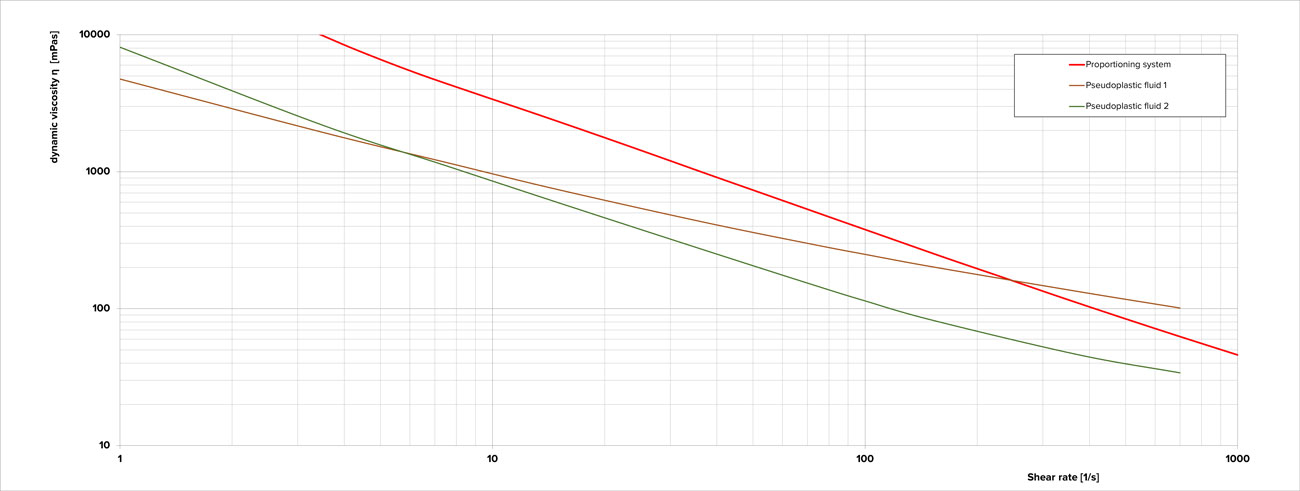 dynamic viscosity η [mPas]
10000
1000
100
10
1
10
100
1000
Shear rate [1/s]
Proportioning system
Pseudoplastic fluid 1
Pseudoplastic fluid 2